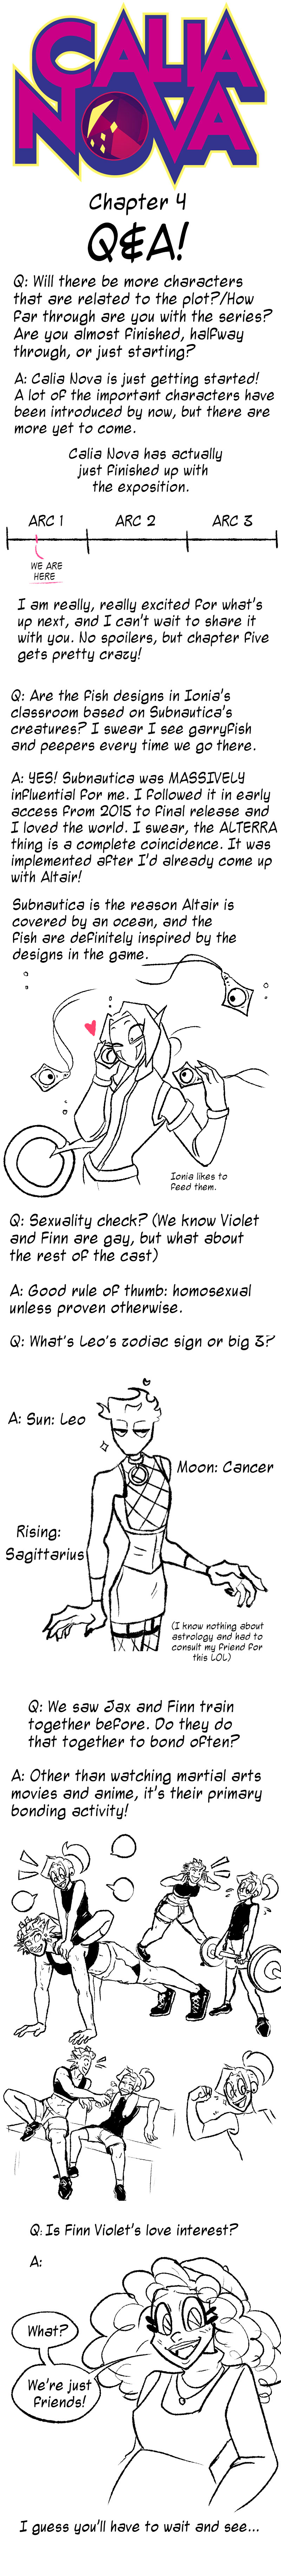 CALIA
NOVA
Chapter 4
Q&A!
Q: Will there be more characters
that are related to the plot?/How
far through are you with the series?
Are you almost finished, halfway
through, or just starting?
A: Calia Nova is just getting started!
A lot of the important characters have
been introduced by now, but there are
more yet to come.
Calia Nova has actually
just finished up with
the exposition.
ARC 1 ARC 2 ARC 3
WE ARE
HERE
I am really, really excited for what's
up next, and I can't wait to share it
with you. No spoilers, but chapter five
gets pretty crazy!
Q: Are the fish designs in Ionia's
classroom based on Subnautica's
creatures? I swear I see garryfish
and peepers every time we go there.
A: YES! Subnautica was MASSIVELY
influential for me. I followed it in early
access from 2015 to final release and
I loved the world. I swear, the ALTERRA
thing is a complete coincidence. It was
implemented after I'd already come up
with Altair!
Subnautica is the reason Altair is
covered by an ocean, and the
fish are definitely inspired by the
designs in the game.
Ionia likes to
feed them.
Q: Sexuality check? (We know Violet
and Finn are gay, but what about
the rest of the cast)
A: Good rule of thumb: homosexual
unless proven otherwise.
Q: What's Leo's zodiac sign or big 3?
A: Sun: Leo
Moon: Cancer
Rising:
Sagittarius
(I know nothing about
astrology and had to
consult my friend for
this LOL)
Q: We saw Jax and Finn train
together before. Do they do
that together to bond often?
A: Other than watching martial arts
movies and anime, it's their primary
bonding activity!
Q: Is Finn Violet's love interest?
A:
What?
We're just
friends!
I guess you'll have to wait and see...